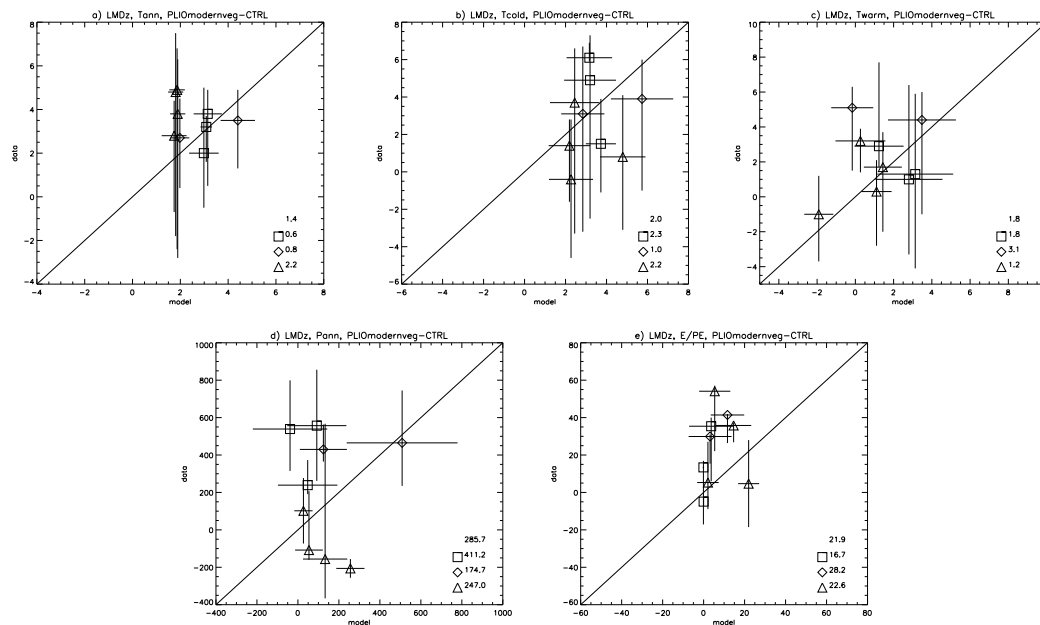 a) LMDz, Tann, PLIOmodernveg-CTRL
8
6
4
2
0
-2
-4
data
1.4
0.6
0.8
2.2
-4 -2 0 2 4 6 8
model
b) LMDz, Tcold, PLIOmodernveg-CTRL
8
6
4
2
0
-2
-4
-6
data
2.0
2.3
1.0
2.2
-6 -4 -2 0 2 4 6 8
model
c) LMDz, Twarm, PLIOmodernveg-CTRL
10
8
6
4
2
0
-2
-4
data
1.8
1.8
3.1
1.2
-4 -2 0 2 4 6 8
model
d) LMDz, Pann, PLIOmodernveg-CTRL
1000
800
600
400
200
0
-200
-400
data
285.7
411.2
174.7
247.0
-400 -200 0 200 400 600 800 1000
model
e) LMDz, E/PE, PLIOmodernveg-CTRL
80
60
40
20
0
-20
-40
-60
data
21.9
16.7
28.2
22.6
-60 -40 -20 0 20 40 60 80
model